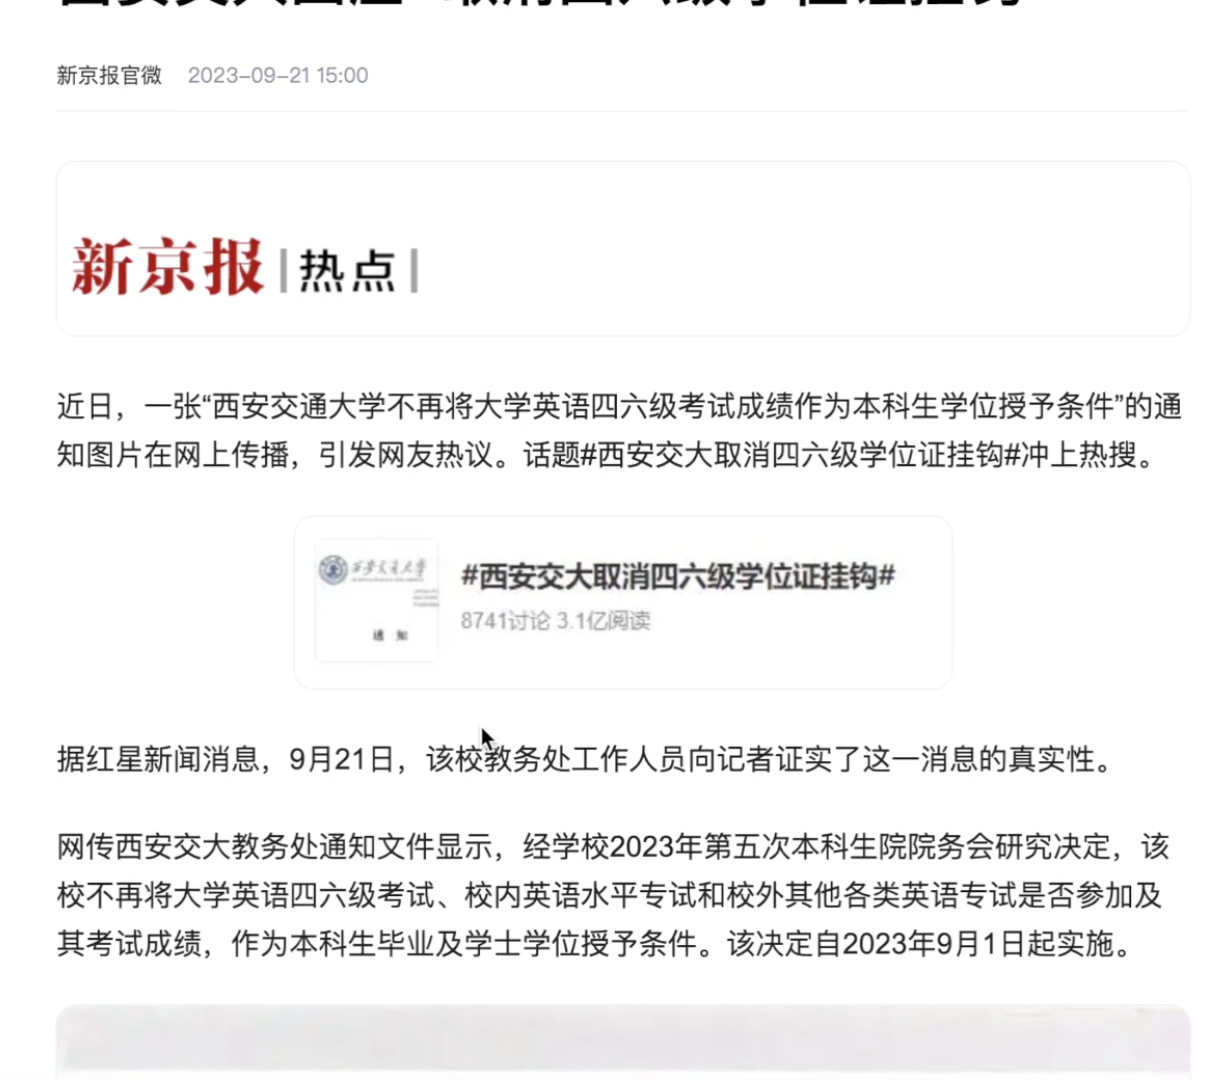 新京报官微 2023-09-21 15:00
新京报|热点|
近日，一张“西安交通大学不再将大学英语四六级考试成绩作为本科生学位授予条件”的通
知图片在网上传播，引发网友热议。话题#西安交大取消四六级学位证挂钩#冲上热搜。
西安交通大学
通 知
#西安交大取消四六级学位证挂钩#
8741讨论 3.1亿阅读
据红星新闻消息，9月21日，该校教务处工作人员向记者证实了这一消息的真实性。
网传西安交大教务处通知文件显示，经学校2023年第五次本科生院院务会研究决定，该
校不再将大学英语四六级考试、校内英语水平专试和校外其他各类英语专试是否参加及
其考试成绩，作为本科生毕业及学士学位授予条件。该决定自2023年9月1日起实施。